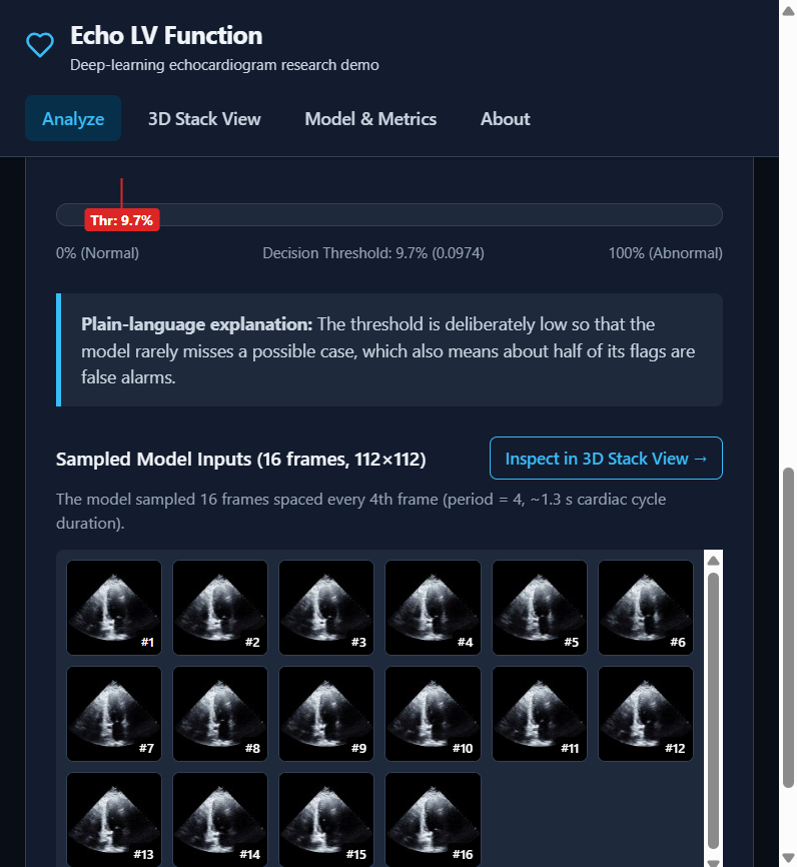 Echo LV Function
Deep-learning echocardiogram research demo
Analyze
3D Stack View
Model & Metrics
About
Thr: 9.7%
0% (Normal)
Decision Threshold: 9.7% (0.0974)
100% (Abnormal)
Plain-language explanation: The threshold is deliberately low so that the
model rarely misses a possible case, which also means about half of its flags are
false alarms.
Sampled Model Inputs (16 frames, 112×112)
Inspect in 3D Stack View →
The model sampled 16 frames spaced every 4th frame (period = 4, ~1.3 s cardiac cycle
duration).
#1
#2
#3
#4
#5
#6
#7
#8
#9
#10
#11
#12
#13
#14
#15
#16